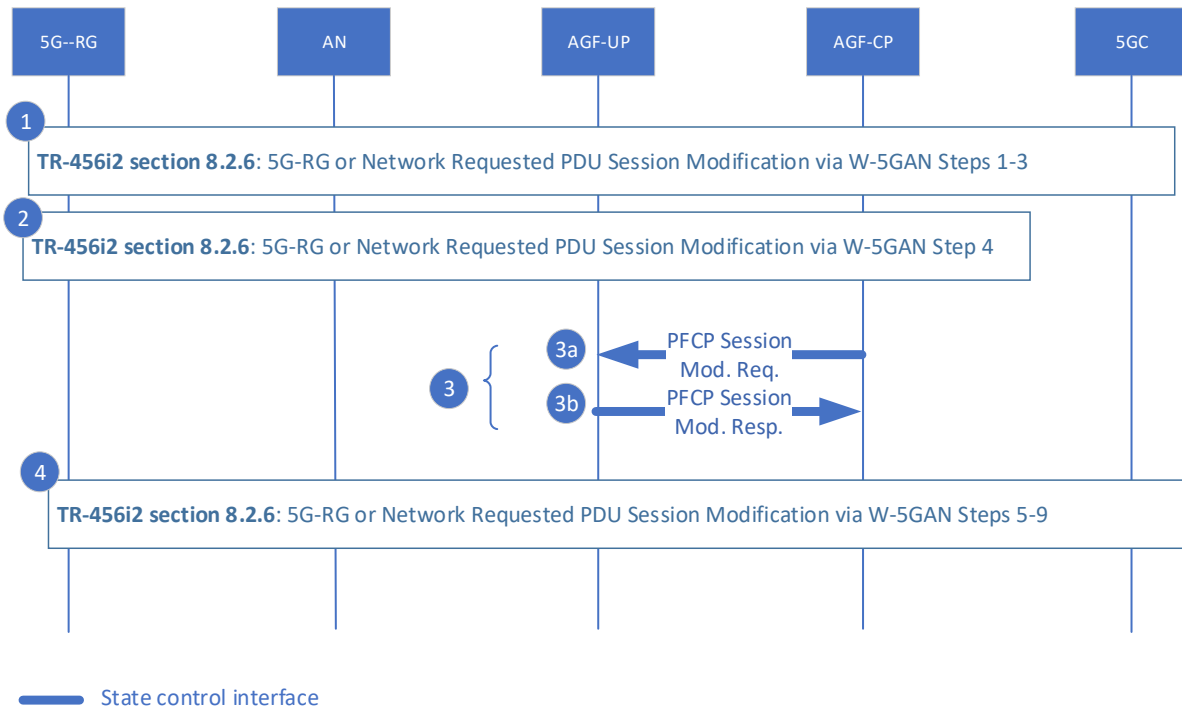 5G--RG
AN
AGF-UP
AGF-CP
5GC
1
TR-456i2 section 8.2.6: 5G-RG or Network Requested PDU Session Modification via W-5GAN Steps 1-3
2
TR-456i2 section 8.2.6: 5G-RG or Network Requested PDU Session Modification via W-5GAN Step 4
3
3a
PFCP Session
Mod. Req.
3b
PFCP Session
Mod. Resp.
4
TR-456i2 section 8.2.6: 5G-RG or Network Requested PDU Session Modification via W-5GAN Steps 5-9
State control interface